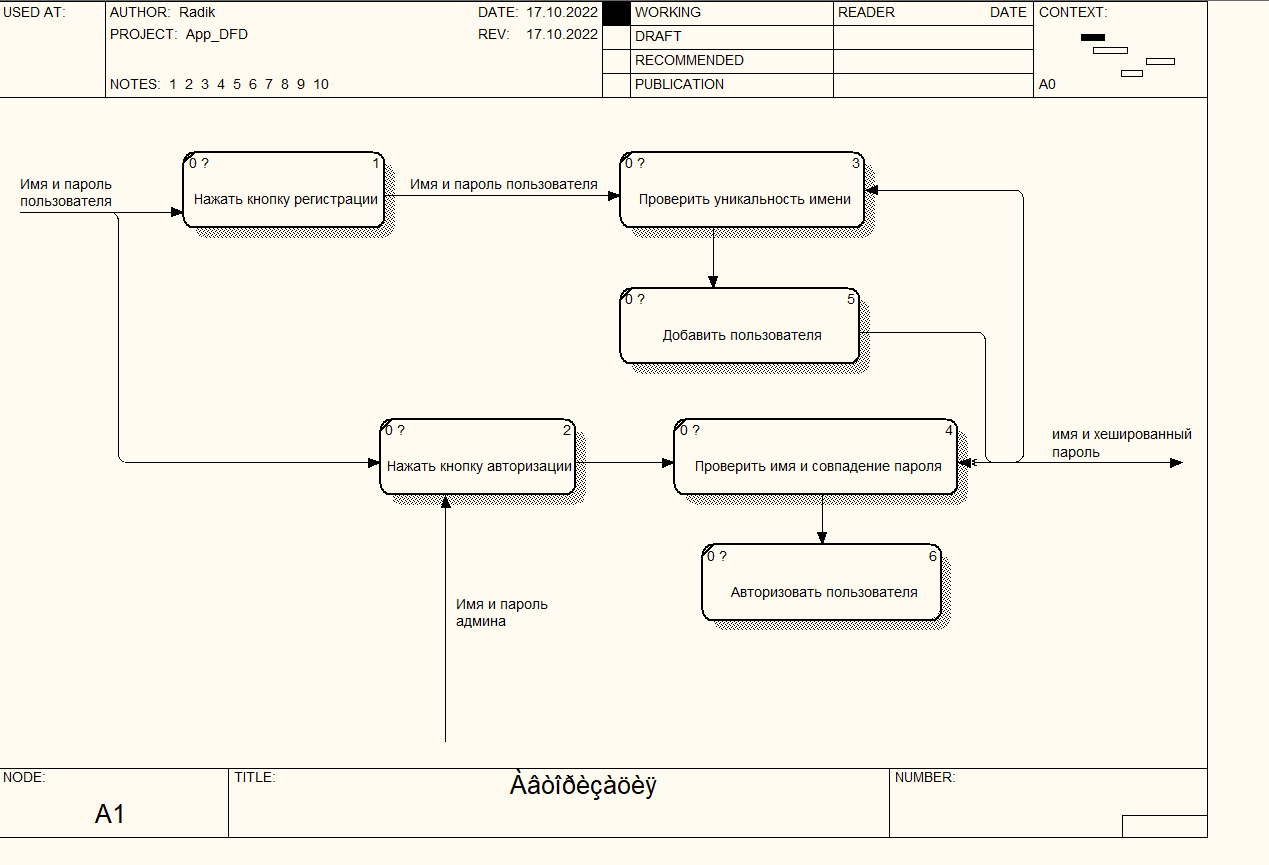 USED AT:
AUTHOR: Radik
DATE: 17.10.2022
PROJECT: App_DFD
REV: 17.10.2022
NOTES: 1 2 3 4 5 6 7 8 9 10
WORKING
DRAFT
RECOMMENDED
PUBLICATION
READER
DATE
CONTEXT:
A0
Имя и пароль
пользователя
0 ?
1
Нажать кнопку регистрации
Имя и пароль пользователя
0 ?
3
Проверить уникальность имени
0 ?
5
Добавить пользователя
0 ?
2
Нажать кнопку авторизации
0 ?
4
Проверить имя и совпадение пароля
имя и хешированный
пароль
0 ?
6
Авторизовать пользователя
Имя и пароль
админа
NODE:
A1
TITLE:
Àâòîðèçàöèÿ
NUMBER: